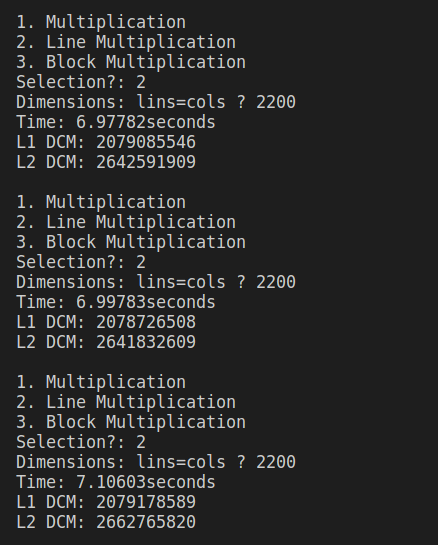 1. Multiplication
2. Line Multiplication
3. Block Multiplication
Selection?: 2
Dimensions: lins=cols ? 2200
Time: 6.97782seconds
L1 DCM: 2079085546
L2 DCM: 2642591909
1. Multiplication
2. Line Multiplication
3. Block Multiplication
Selection?: 2
Dimensions: lins=cols ? 2200
Time: 6.99783seconds
L1 DCM: 2078726508
L2 DCM: 2641832609
1. Multiplication
2. Line Multiplication
3. Block Multiplication
Selection?: 2
Dimensions: lins=cols ? 2200
Time: 7.10603seconds
L1 DCM: 2079178589
L2 DCM: 2662765820